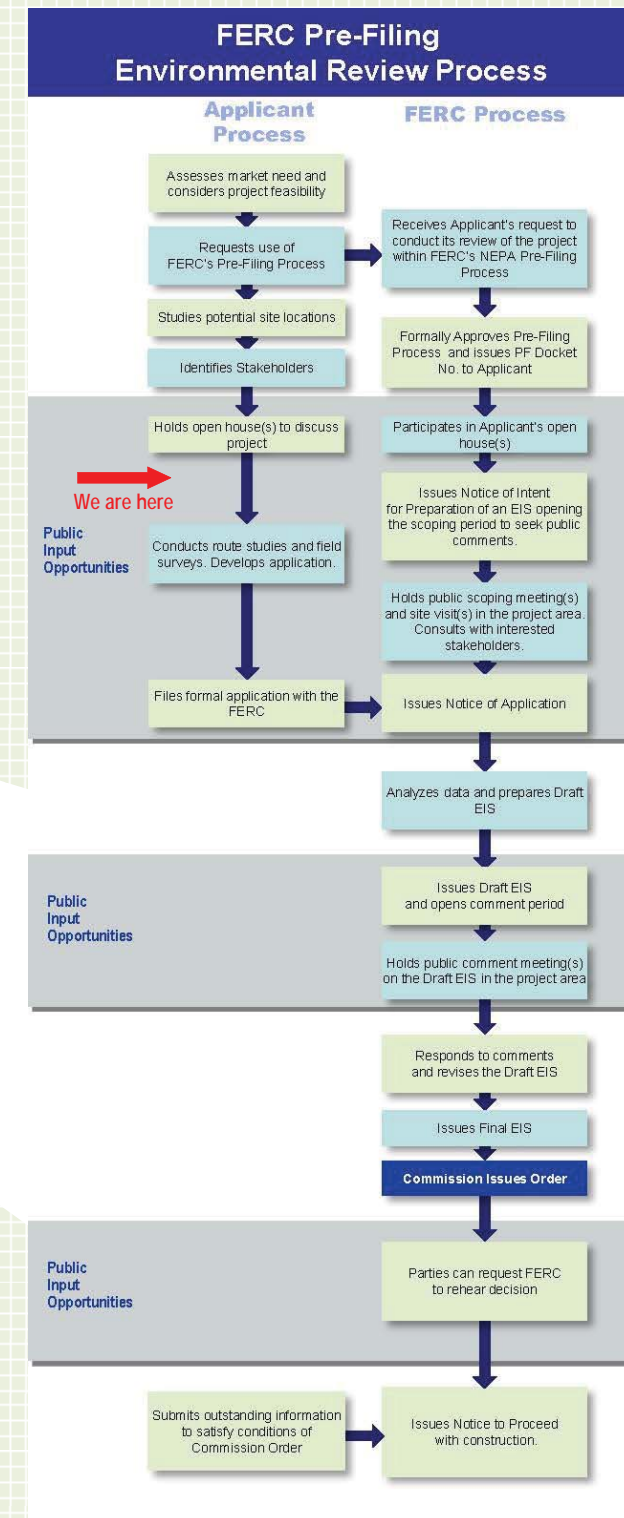 FERC Pre-Filing
Environmental Review Process
Applicant
Process
FERC Process
Assesses market need and
considers project feasibility
Requests use of
FERC's Pre-Filing Process
Receives Applicant's request to
conduct its review of the project
within FERC's NEPA Pre-Filing
Process
Studies potential site locations
Formally Approves Pre-Filing
Process and issues PF Docket
No. to Applicant
Identifies Stakeholders
Holds open house(s) to discuss
project
Participates in Applicant's open
house(s)
We are here
Public
Input
Opportunities
Issues Notice of Intent
for Preparation of an EIS opening
the scoping period to seek public
comments.
Conducts route studies and field
surveys. Develops application.
Holds public scoping meeting(s)
and site visit(s) in the project area.
Consults with interested
stakeholders.
Files formal application with the
FERC
Issues Notice of Application
Analyzes data and prepares Draft
EIS
Public
Input
Opportunities
Issues Draft EIS
and opens comment period
Holds public comment meeting(s)
on the Draft EIS in the project area
Responds to comments
and revises the Draft EIS
Issues Final EIS
Commission Issues Order
Public
Input
Opportunities
Parties can request FERC
to rehear decision
Submits outstanding information
to satisfy conditions of
Commission Order
Issues Notice to Proceed
with construction.